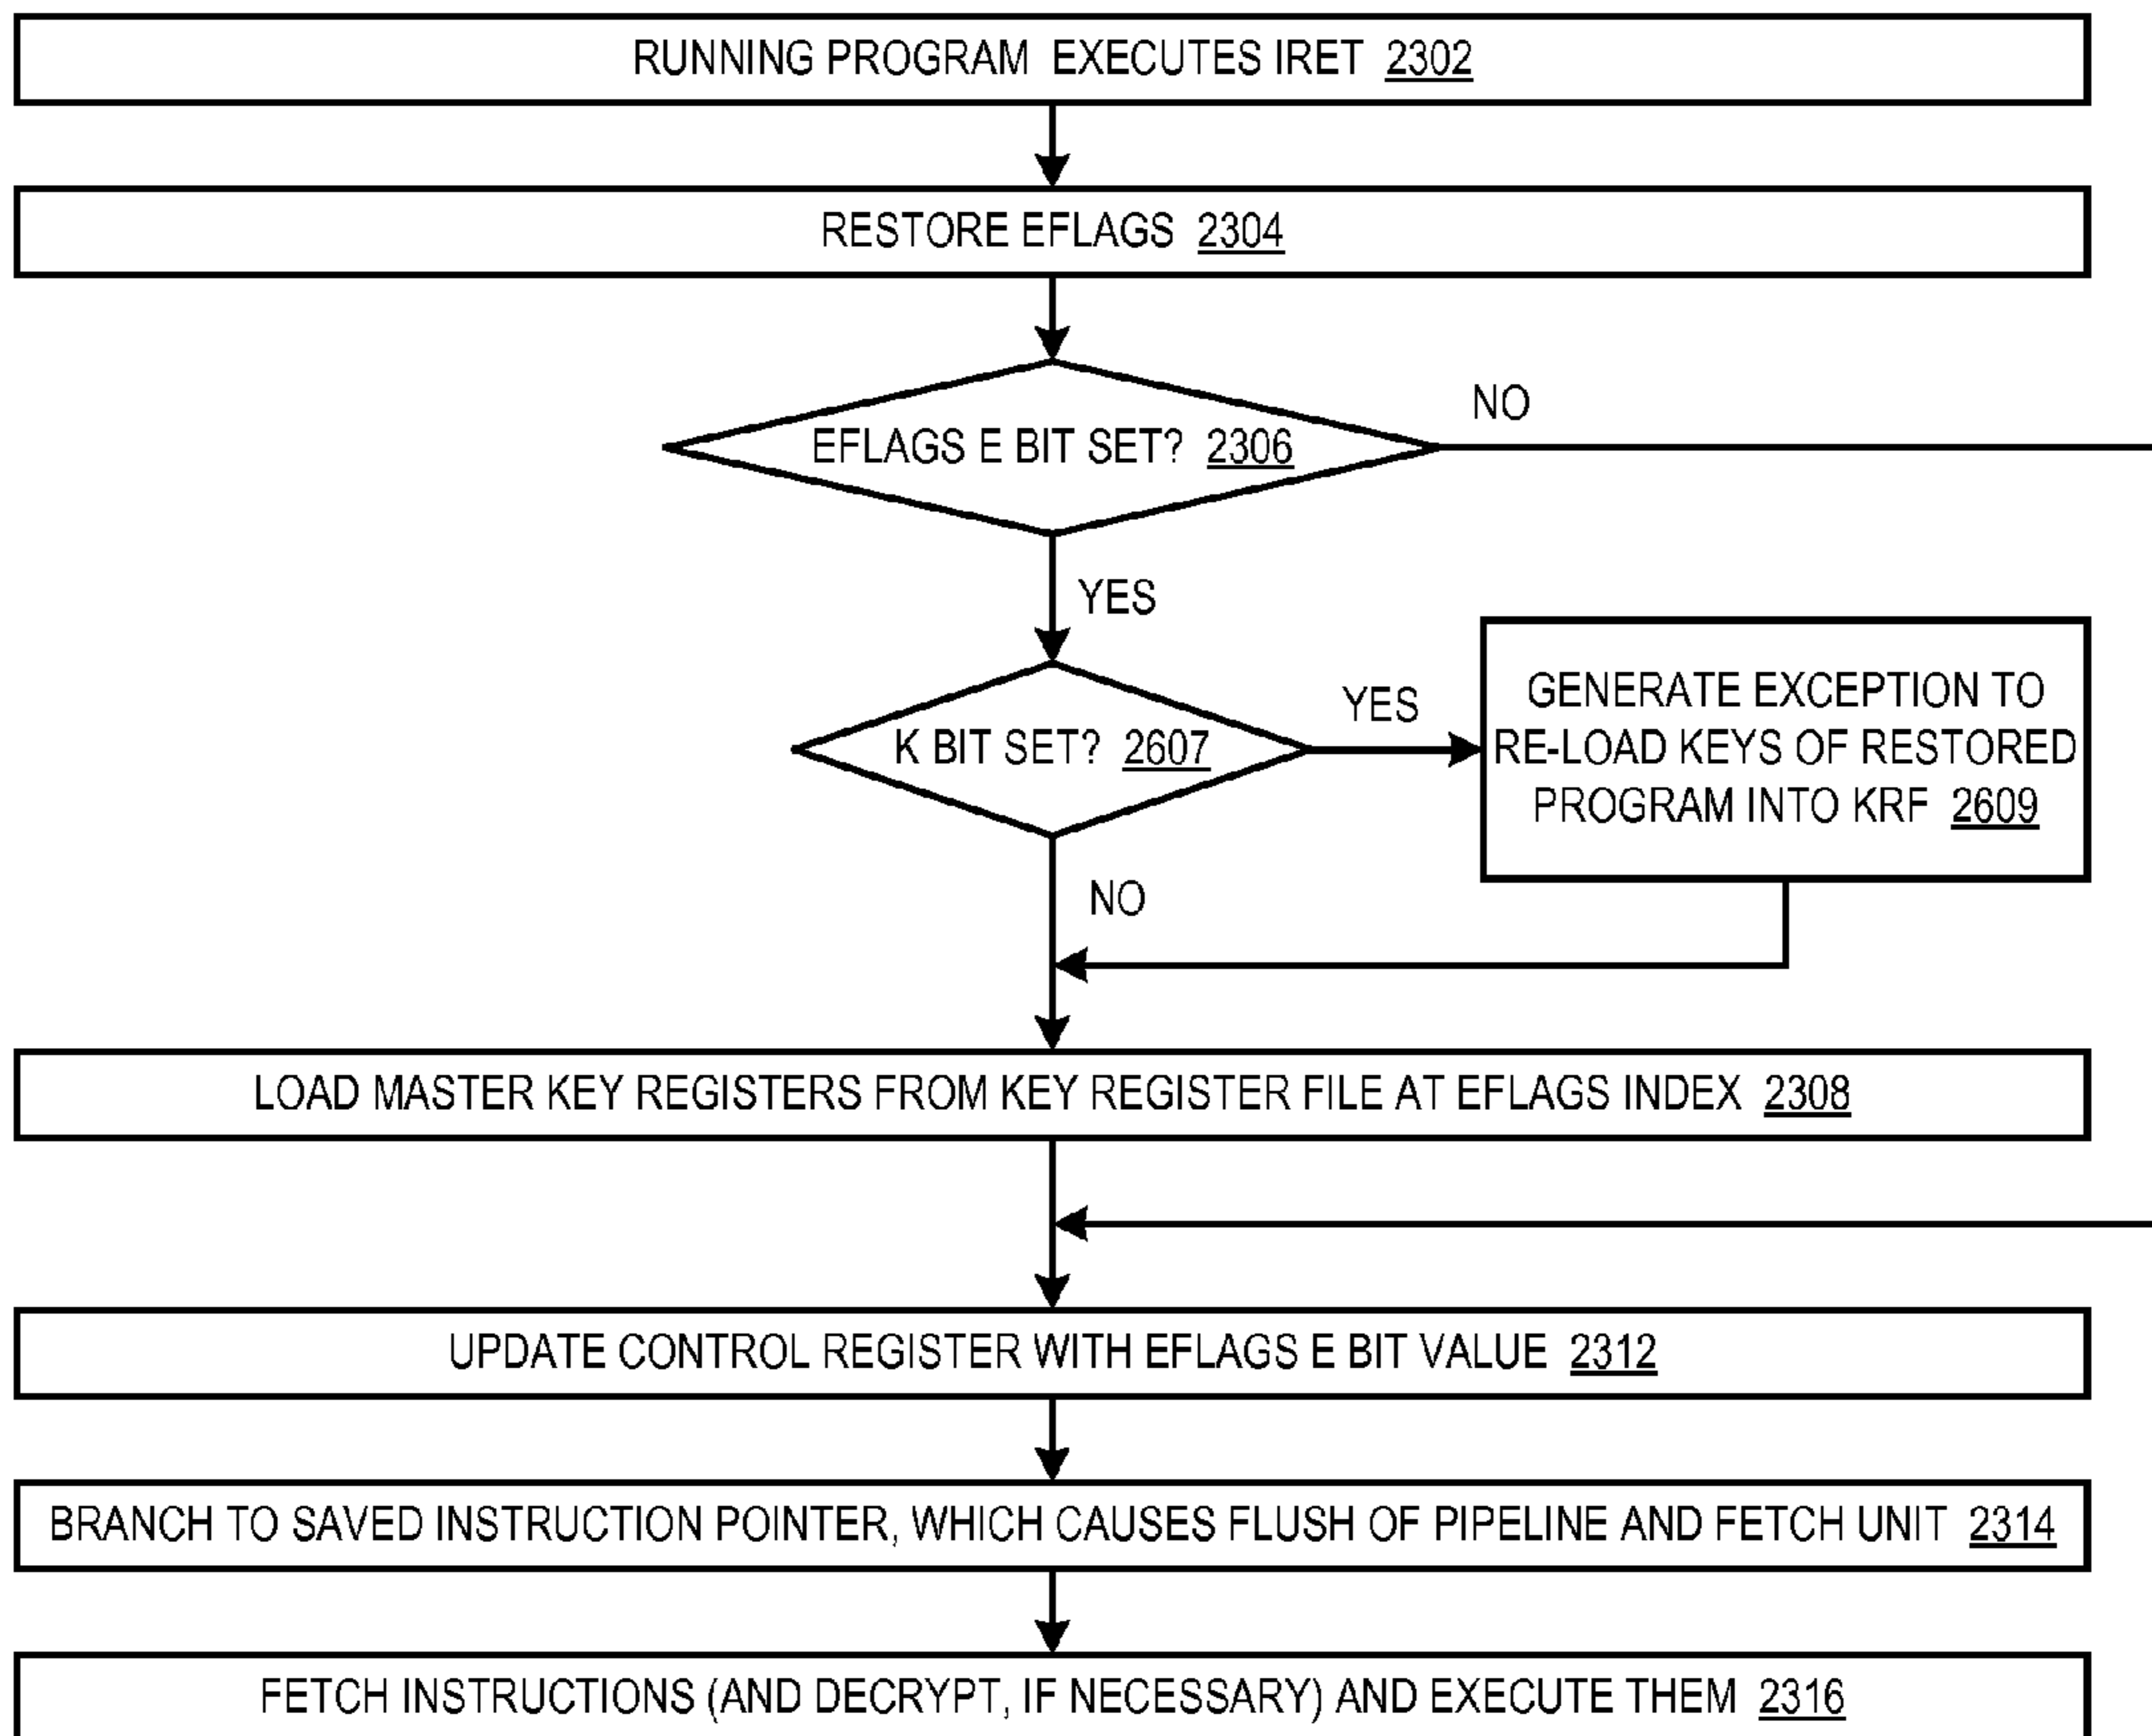 RUNNING PROGRAM EXECUTES IRET 2302
RESTORE EFLAGS 2304
NO
EFLAGS E BIT SET? 2306
YES
YES
K BIT SET? 2607
GENERATE EXCEPTION TO
RE-LOAD KEYS OF RESTORED
PROGRAM INTO KRF 2609
NO
LOAD MASTER KEY REGISTERS FROM KEY REGISTER FILE AT EFLAGS INDEX 2308
UPDATE CONTROL REGISTER WITH EFLAGS E BIT VALUE 2312
BRANCH TO SAVED INSTRUCTION POINTER, WHICH CAUSES FLUSH OF PIPELINE AND FETCH UNIT 2314
FETCH INSTRUCTIONS (AND DECRYPT, IF NECESSARY) AND EXECUTE THEM 2316